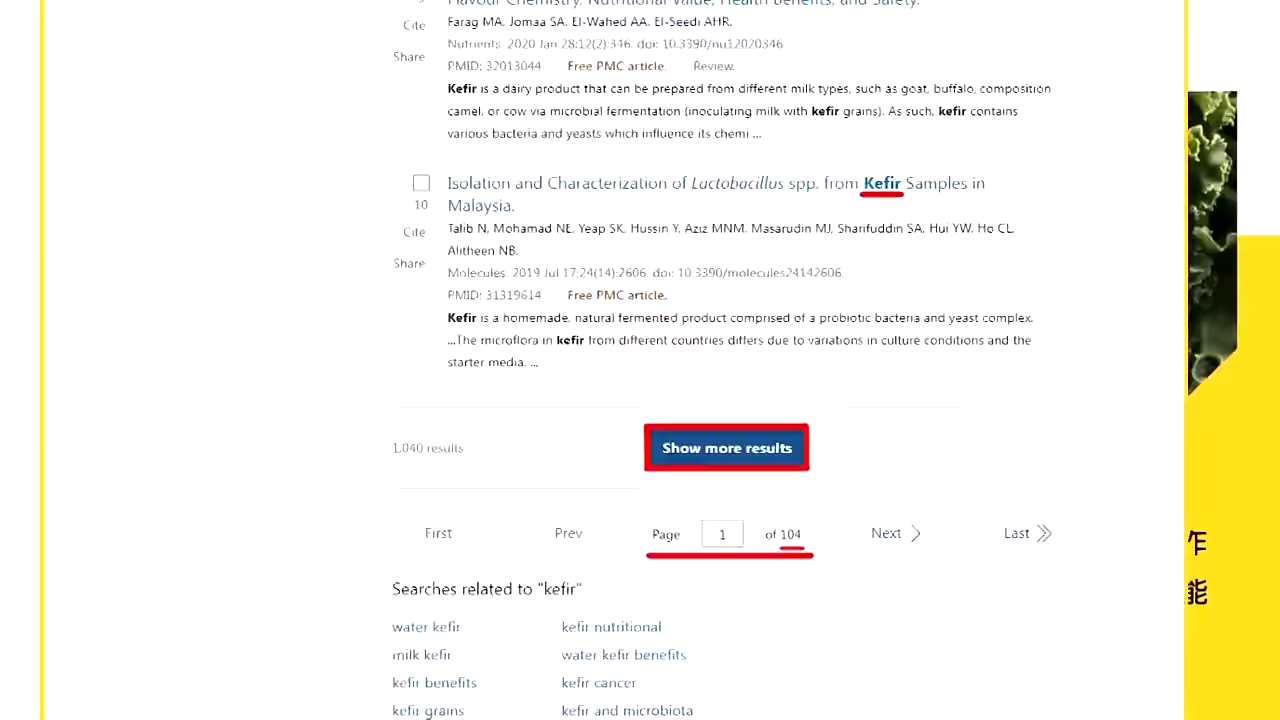 Flavour Chemistry, Nutritional Value, Health Benefits, and Safety.
Cite
Farag MA, Jomaa SA, El-Wahed AA, El-Seedi AHR.
Nutrients. 2020 Jan 28;12(2):346. doi: 10.3390/nu12020346.
Share
PMID: 32013044 Free PMC article. Review.
Kefir is a dairy product that can be prepared from different milk types, such as goat, buffalo, composition
camel, or cow via microbial fermentation (inoculating milk with kefir grains). As such, kefir contains
various bacteria and yeasts which influence its chemi ...
Isolation and Characterization of Lactobacillus spp. from Kefir Samples in
10
Malaysia.
Cite
Talib N, Mohamad NE, Yeap SK, Hussin Y, Aziz MNM, Masarudin MJ, Sharifuddin SA, Hui YW, Ho CL,
Alitheen NB.
Share
Molecules. 2019 Jul 17;24(14):2606. doi: 10.3390/molecules24142606.
PMID: 31319614 Free PMC article.
Kefir is a homemade, natural fermented product comprised of a probiotic bacteria and yeast complex.
...The microflora in kefir from different countries differs due to variations in culture conditions and the
starter media. ...
1,040 results
Show more results
First Prev Page 1 of 104 Next Last
Searches related to "kefir"
water kefir kefir nutritional
milk kefir water kefir benefits
kefir benefits kefir cancer
kefir grains kefir and microbiota
乍
能